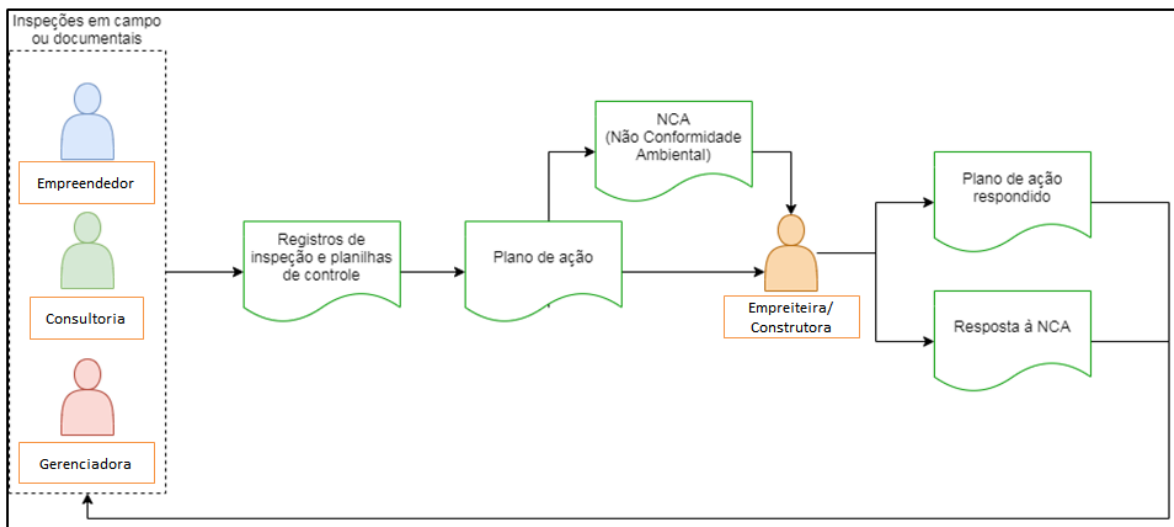 Inspeções em campo
ou documentais
Empreendedor
Consultoria
Gerenciadora
Registros de
inspeção e planilhas
de controle
Plano de ação
NCA
(Não Conformidade
Ambiental)
Empreiteira/
Construtora
Plano de ação
respondido
Resposta à NCA